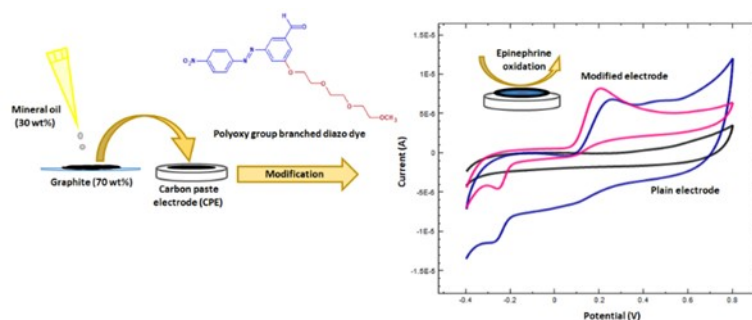 Mineral oil
(30 wt%)
Graphite (70 wt%)
Carbon paste
electrode (CPE)
H
O
N
N
O
O
O
OCH3
Polyoxy group branched diazo dye
Modification
Epinephrine
oxidation
Modified electrode
Plain electrode
Current (A)
1.5E-5
1E-5
5E-6
0
-5E-6
-1E-5
-1.5E-5
-0.4
-0.2
0
0.2
0.4
0.6
0.8
Potential (V)